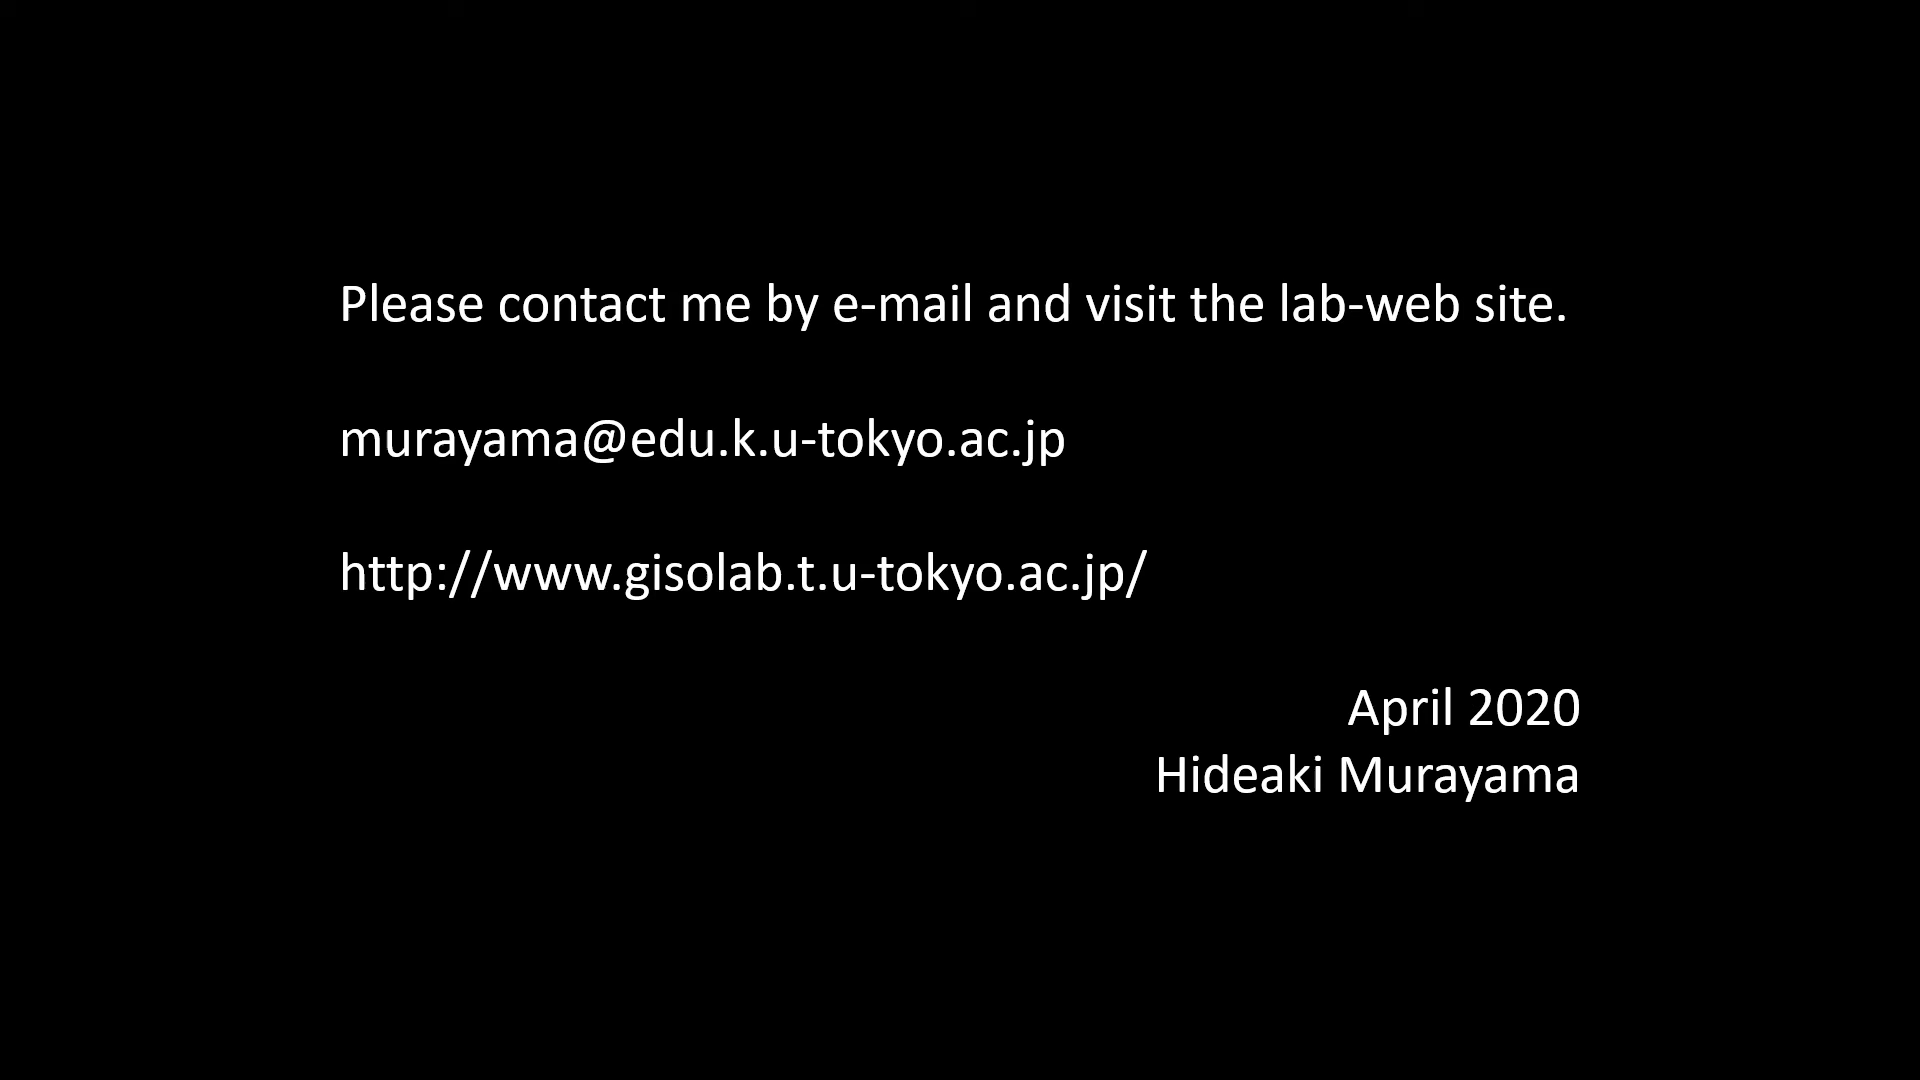 Please contact me by e-mail and visit the lab-web site.
murayama@edu.k.u-tokyo.ac.jp
http://www.gisolab.t.u-tokyo.ac.jp/
April 2020
Hideaki Murayama